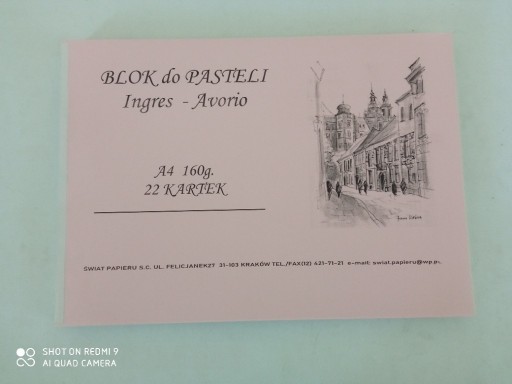 BLOK do PASTELI
Ingres - Avorio
A4 160g.
22 KARTEK
ŚWIAT PAPIERU S.C. UL. FELICJANEK27 31-103 KRAKÓW TEL./FAX(12) 421-71-21 e-mail: swiat.papieru@wp.pl
SHOT ON REDMI 9
AI QUAD CAMERA